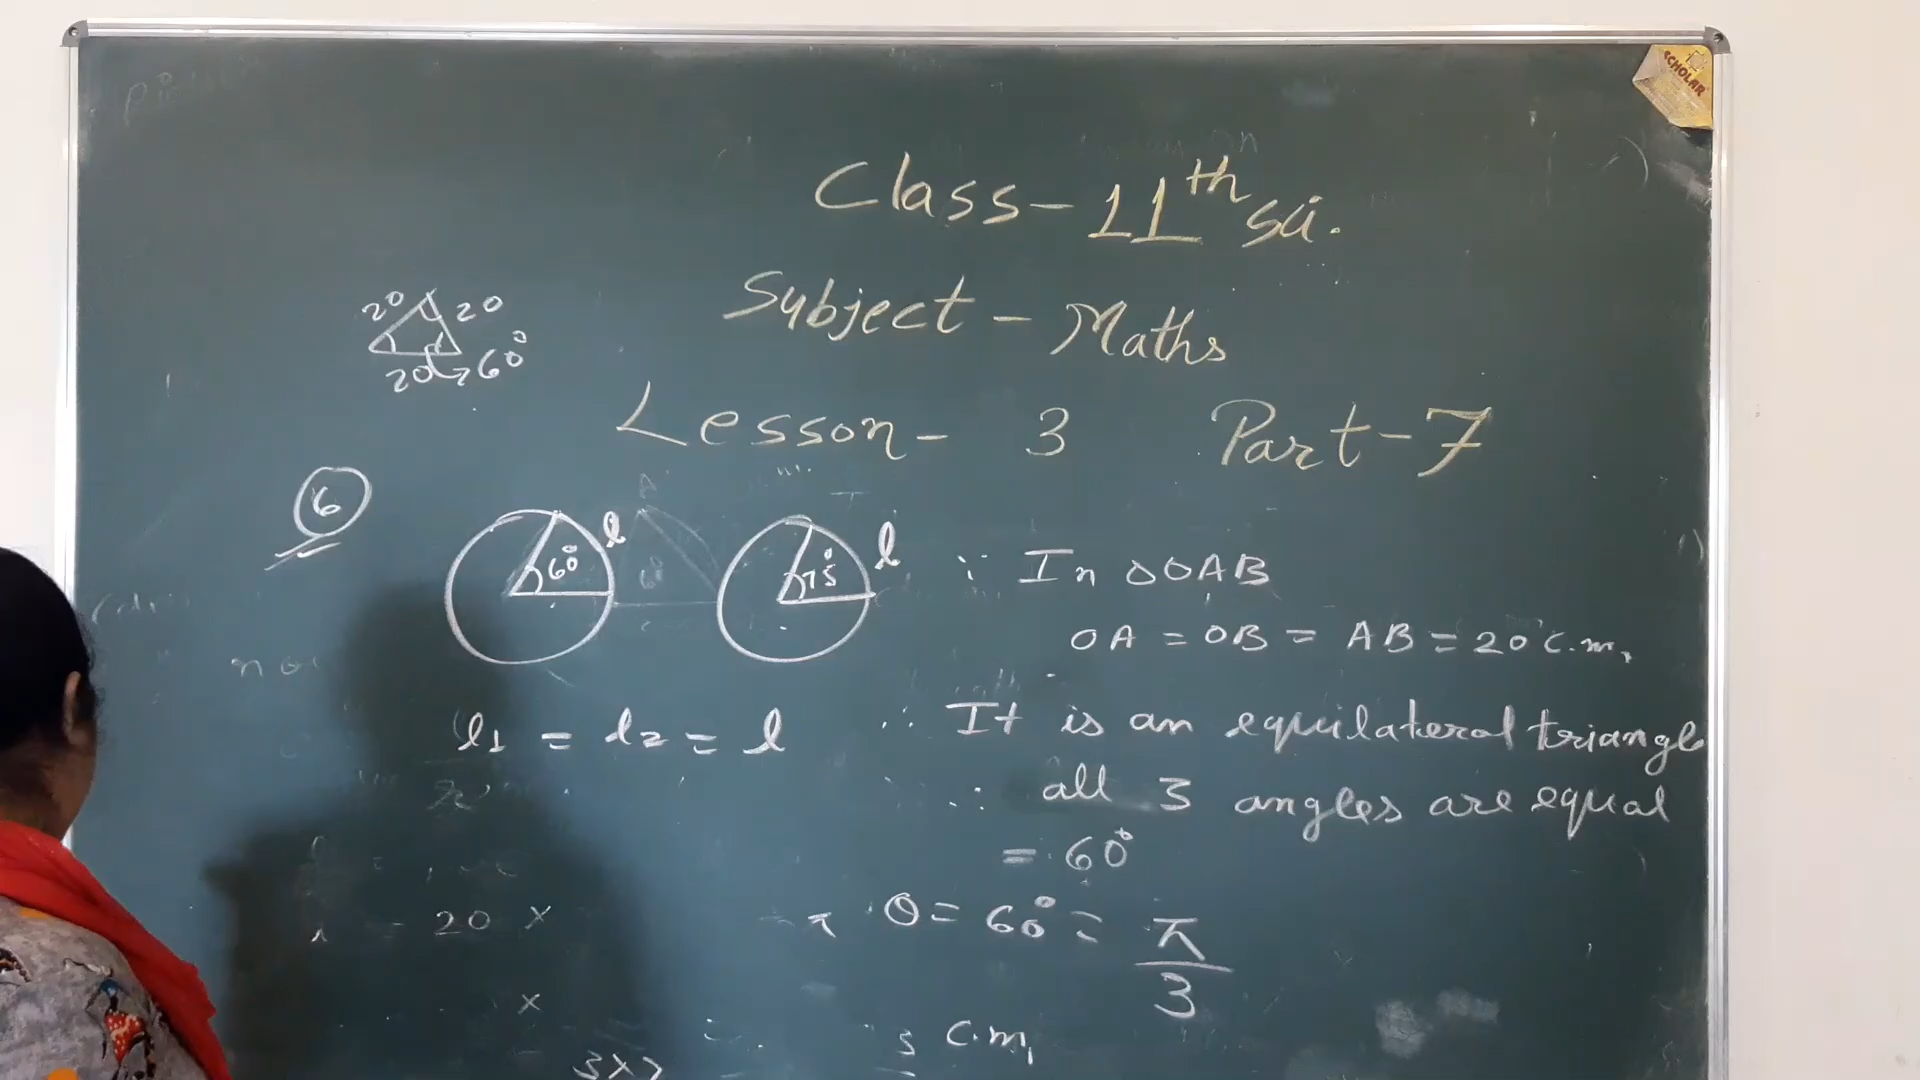 SCHOLAR
Class - 11th sci.
Subject - Maths
Lesson - 3 Part - 7
20 20
20 60°
6
60° l 75° l
l1 = l2 = l
∵ In △OAB
OA = OB = AB = 20 c.m.
∴ It is an equilateral triangle
∴ all 3 angles are equal
= 60°
θ = 60° = π/3
= 20 ×
×
c.m.